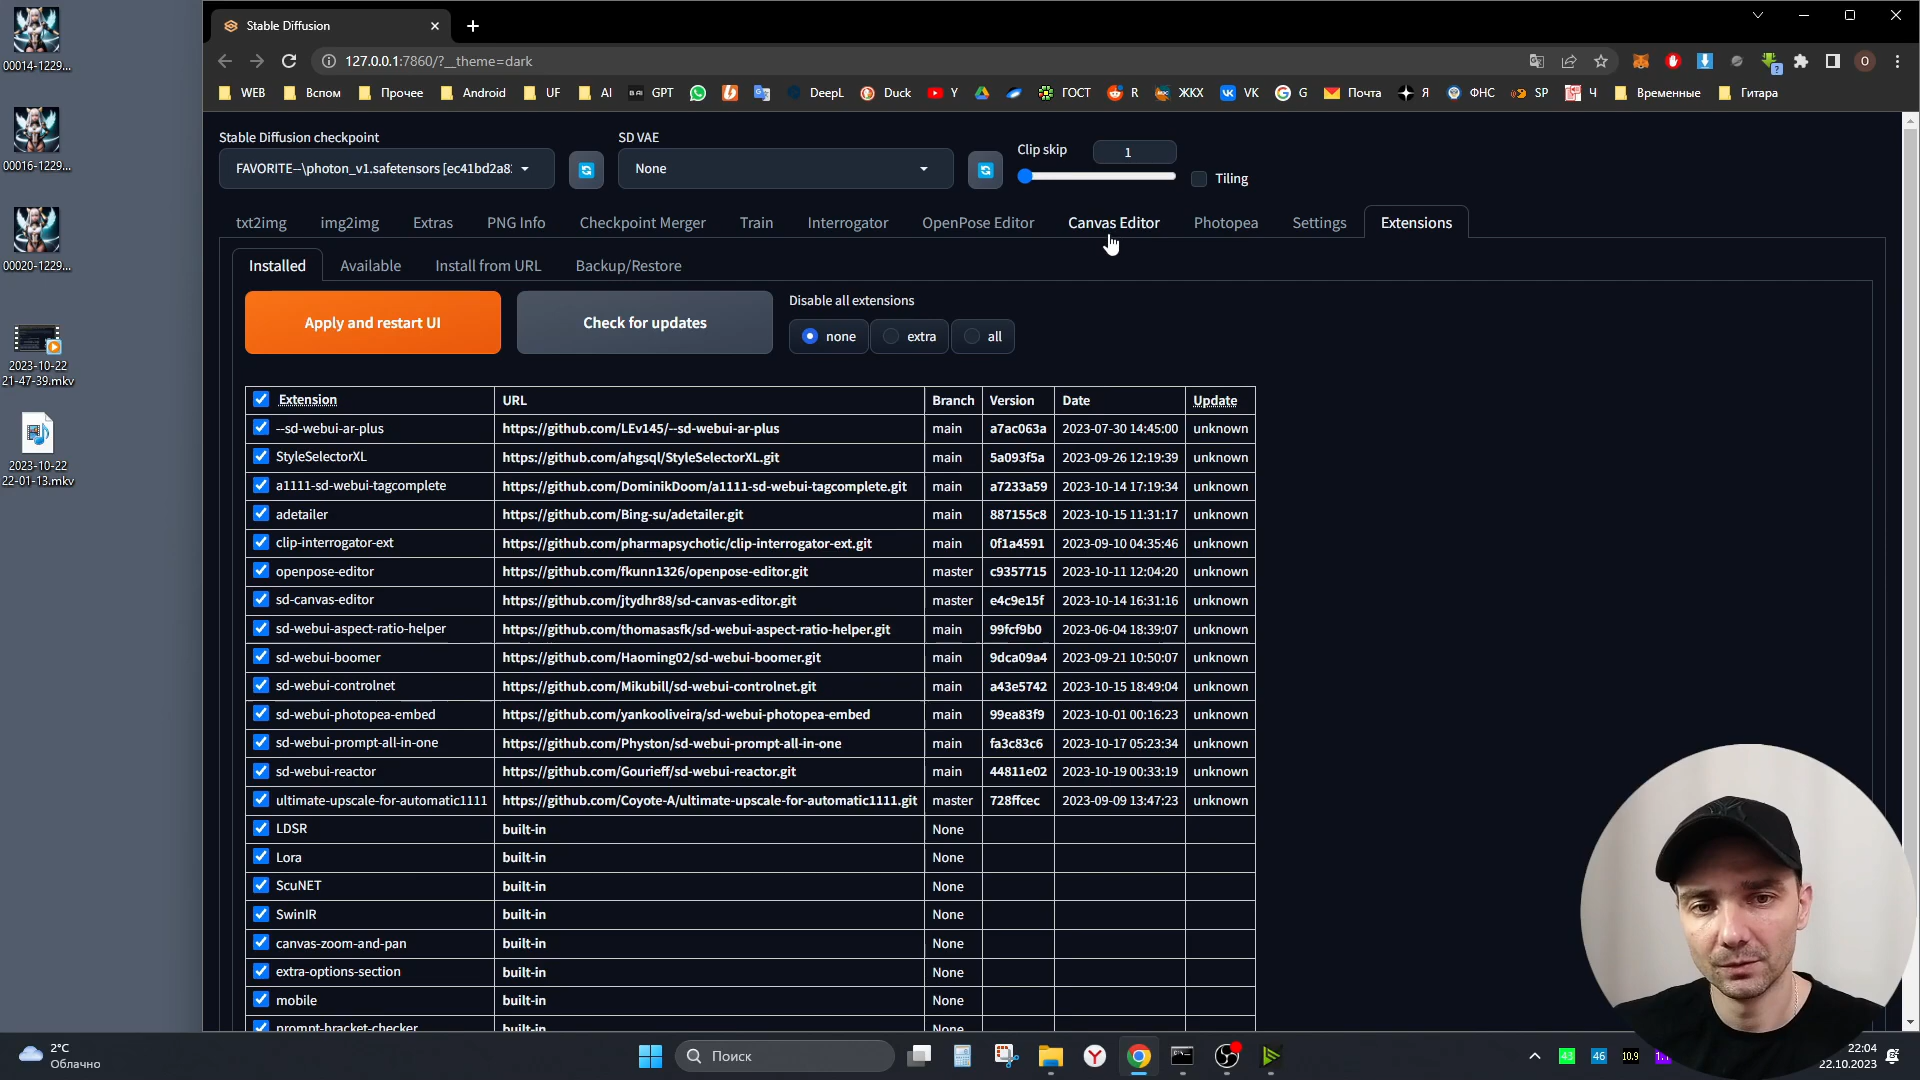 00014-1229...
00016-1229...
00020-1229...
2023-10-22
21-47-39.mkv
2023-10-22
22-01-13.mkv
Stable Diffusion
127.0.0.1:7860/?__theme=dark
WEB Вспом Прочее Android UF AI GPT DeepL Duck Y ГОСТ R ЖКХ VK G Почта Я ФНС SP Ч Временные Гитара
Stable Diffusion checkpoint SD VAE Clip skip 1
FAVORITE--\photon_v1.safetensors [ec41bd2a8: None Tiling
txt2img img2img Extras PNG Info Checkpoint Merger Train Interrogator OpenPose Editor Canvas Editor Photopea Settings Extensions
Installed Available Install from URL Backup/Restore
Disable all extensions
Apply and restart UI Check for updates none extra all
Extension URL Branch Version Date Update
--sd-webui-ar-plus https://github.com/LEv145/--sd-webui-ar-plus main a7ac063a 2023-07-30 14:45:00 unknown
StyleSelectorXL https://github.com/ahgsql/StyleSelectorXL.git main 5a093f5a 2023-09-26 12:19:39 unknown
a1111-sd-webui-tagcomplete https://github.com/DominikDoom/a1111-sd-webui-tagcomplete.git main a7233a59 2023-10-14 17:19:34 unknown
adetailer https://github.com/Bing-su/adetailer.git main 887155c8 2023-10-15 11:31:17 unknown
clip-interrogator-ext https://github.com/pharmapsychotic/clip-interrogator-ext.git main 0f1a4591 2023-09-10 04:35:46 unknown
openpose-editor https://github.com/fkunn1326/openpose-editor.git master c9357715 2023-10-11 12:04:20 unknown
sd-canvas-editor https://github.com/jtydhr88/sd-canvas-editor.git master e4c9e15f 2023-10-14 16:31:16 unknown
sd-webui-aspect-ratio-helper https://github.com/thomasasfk/sd-webui-aspect-ratio-helper.git main 99fcf9b0 2023-06-04 18:39:07 unknown
sd-webui-boomer https://github.com/Haoming02/sd-webui-boomer.git main 9dca09a4 2023-09-21 10:50:07 unknown
sd-webui-controlnet https://github.com/Mikubill/sd-webui-controlnet.git main a43e5742 2023-10-15 18:49:04 unknown
sd-webui-photopea-embed https://github.com/yankooliveira/sd-webui-photopea-embed main 99ea83f9 2023-10-01 00:16:23 unknown
sd-webui-prompt-all-in-one https://github.com/Physton/sd-webui-prompt-all-in-one main fa3c83c6 2023-10-17 05:23:34 unknown
sd-webui-reactor https://github.com/Gourieff/sd-webui-reactor.git main 44811e02 2023-10-19 00:33:19 unknown
ultimate-upscale-for-automatic1111 https://github.com/Coyote-A/ultimate-upscale-for-automatic1111.git master 728ffcec 2023-09-09 13:47:23 unknown
LDSR built-in None
Lora built-in None
ScuNET built-in None
SwinIR built-in None
canvas-zoom-and-pan built-in None
extra-options-section built-in None
mobile built-in None
prompt-bracket-checker built-in None
2°C
Облачно
Поиск
43 46 10.9
22:04
22.10.2023